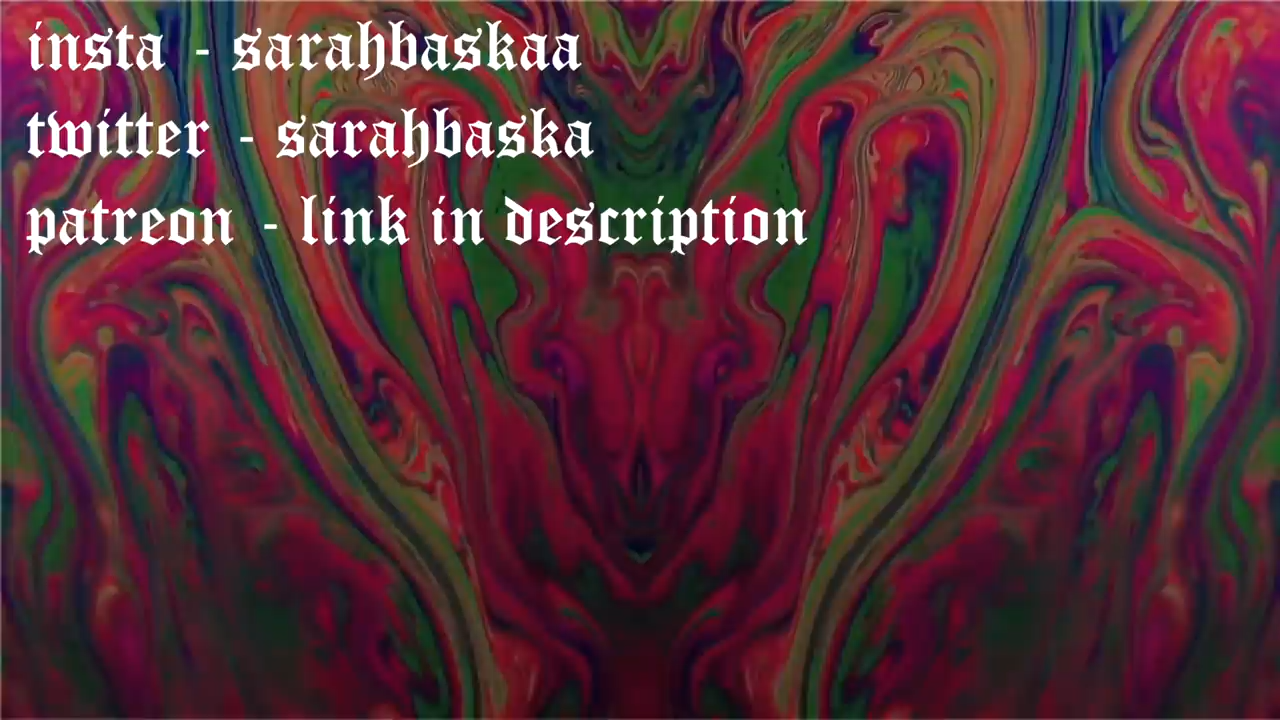 insta - sarahbaskaa
twitter - sarahbaska
patreon - link in description